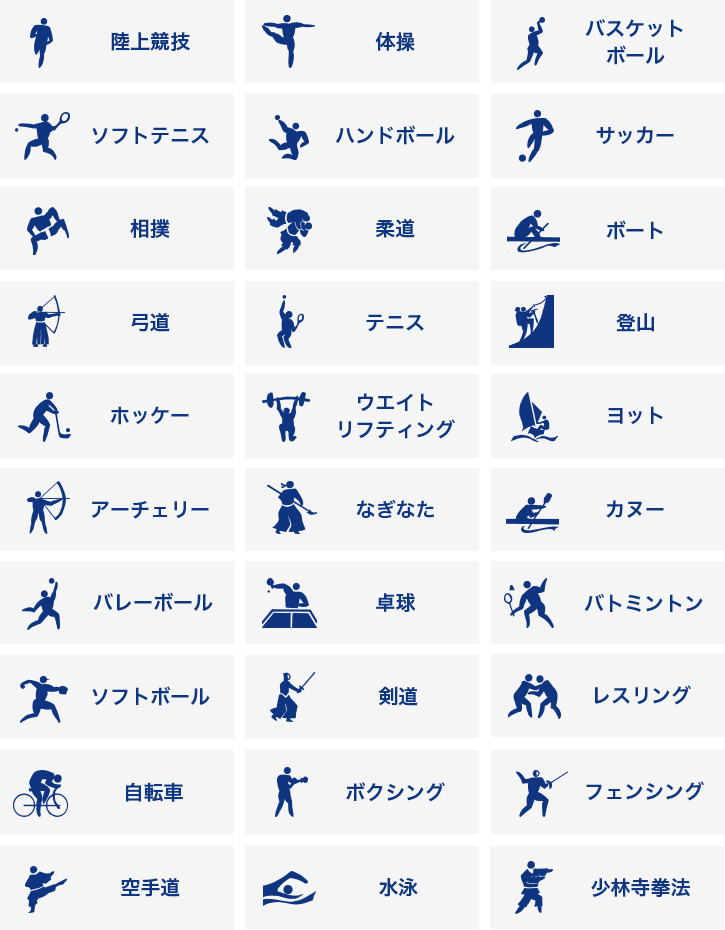 陸上競技
体操
バスケット
ボール
ソフトテニス
ハンドボール
サッカー
相撲
柔道
ボート
弓道
テニス
登山
ホッケー
ウエイト
リフティング
ヨット
アーチェリー
なぎなた
カヌー
バレーボール
卓球
バトミントン
ソフトボール
剣道
レスリング
自転車
ボクシング
フェンシング
空手道
水泳
少林寺拳法